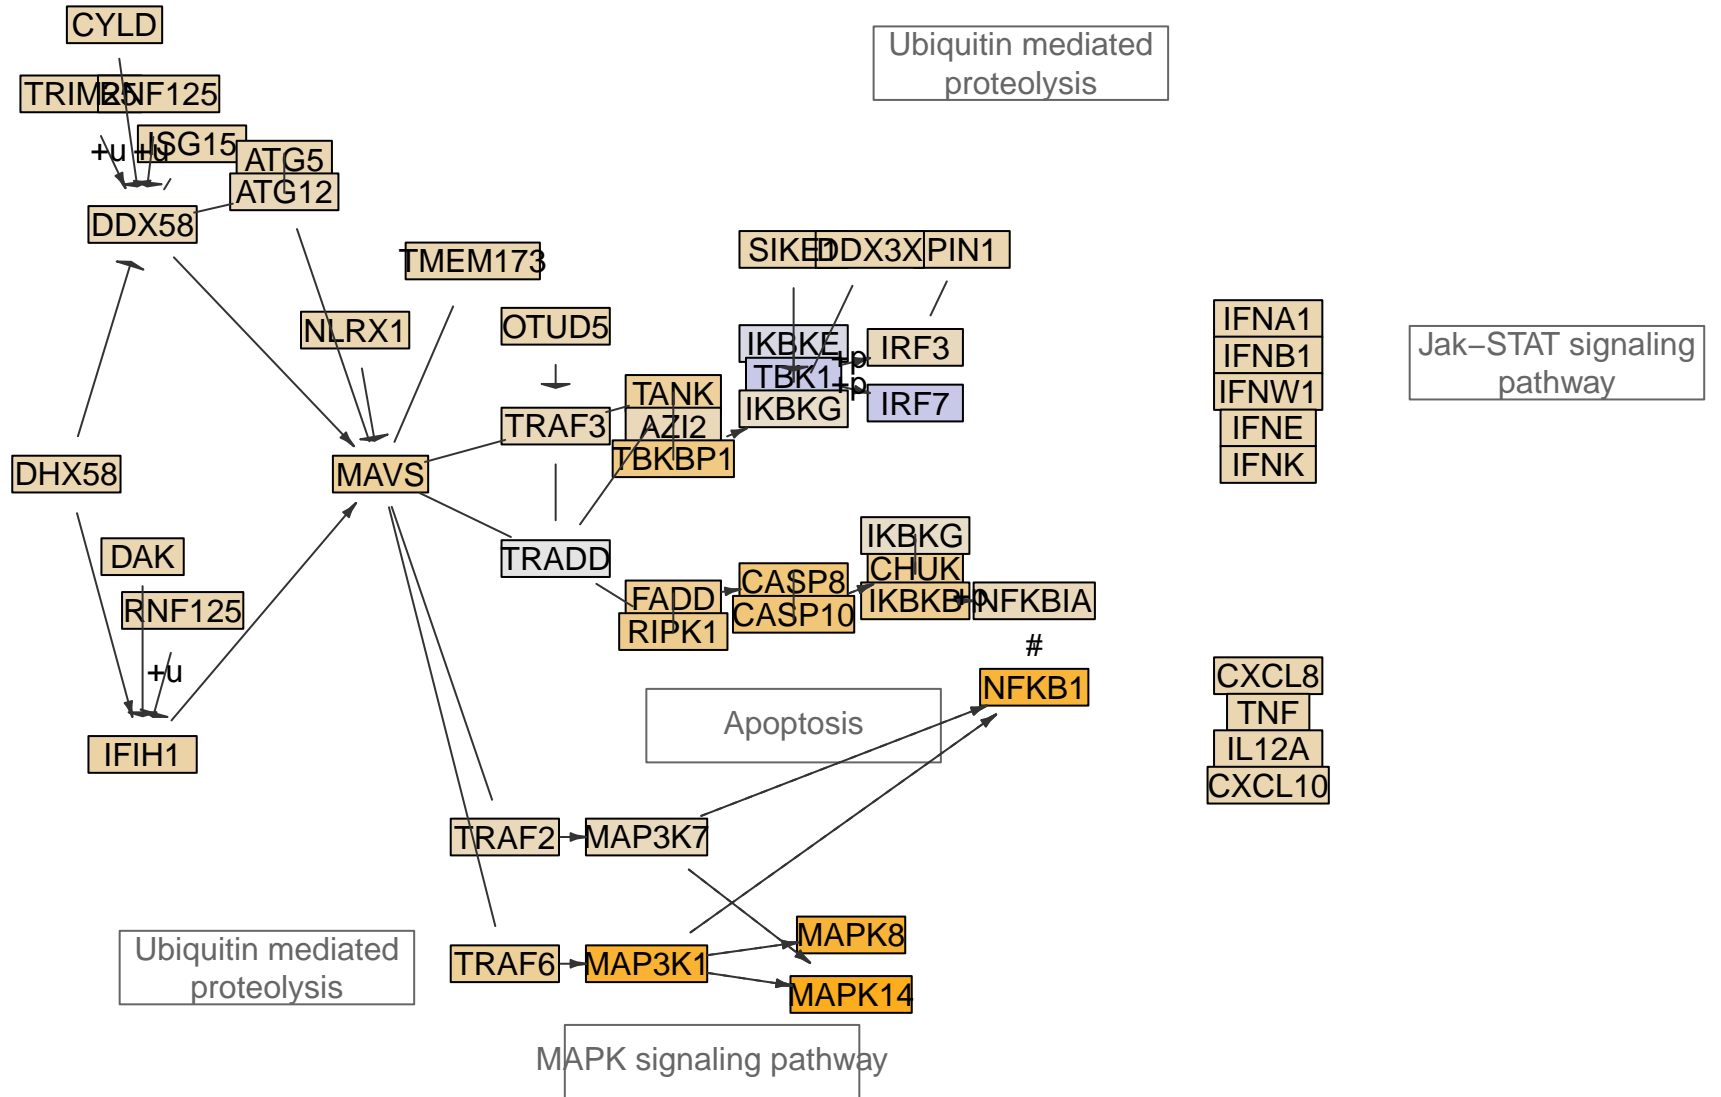 CYLD
Ubiquitin mediated
proteolysis
TRIM25
RNF125
ISG15
+u
+u
ATG5
ATG12
DDX58
TMEM173
SIKE1
DDX3X
PIN1
NLRX1
OTUD5
IKBKE
+p
IRF3
TBK1
+p
IKBKG
IRF7
IFNA1
IFNB1
IFNW1
IFNE
IFNK
Jak−STAT signaling
pathway
TANK
TRAF3
AZI2
TBKBP1
DHX58
MAVS
DAK
RNF125
+u
IFIH1
TRADD
IKBKG
CHUK
IKBKB
+p
NFKBIA
CASP8
CASP10
FADD
RIPK1
#
NFKB1
Apoptosis
CXCL8
TNF
IL12A
CXCL10
TRAF2
MAP3K7
MAPK8
TRAF6
MAP3K1
MAPK14
Ubiquitin mediated
proteolysis
MAPK signaling pathway